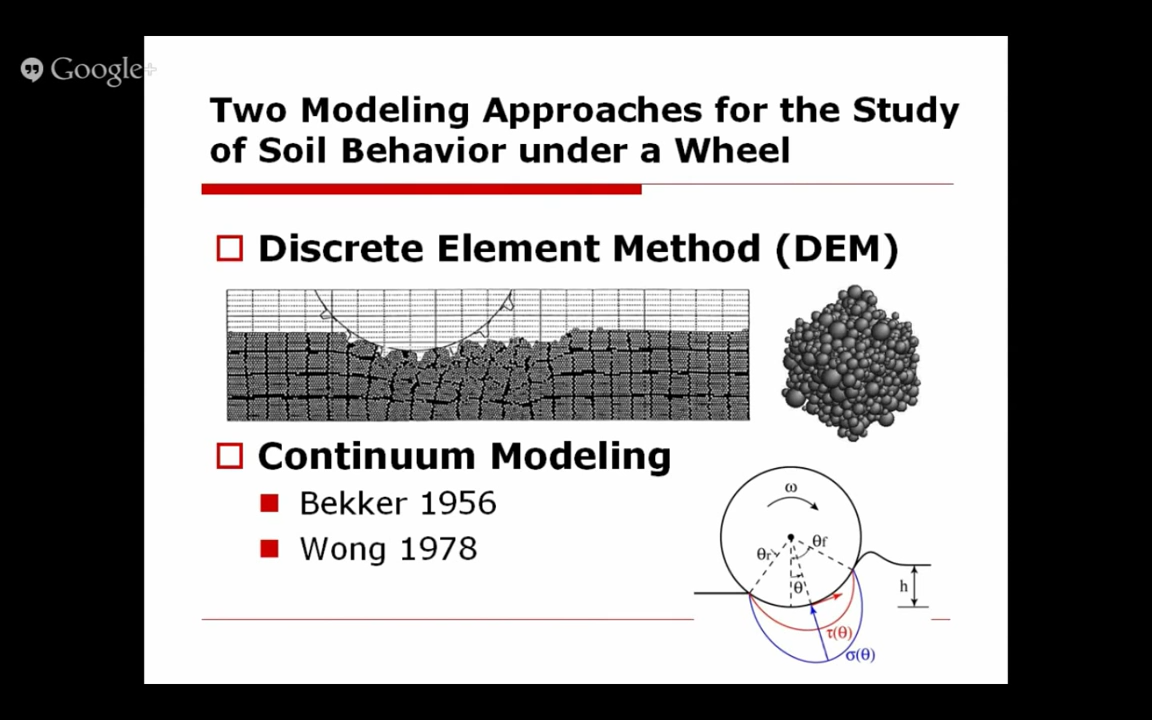 Google+
Two Modeling Approaches for the Study
of Soil Behavior under a Wheel
Discrete Element Method (DEM)
Continuum Modeling
Bekker 1956
Wong 1978
ω
θr
θf
θ
h
τ(θ)
σ(θ)